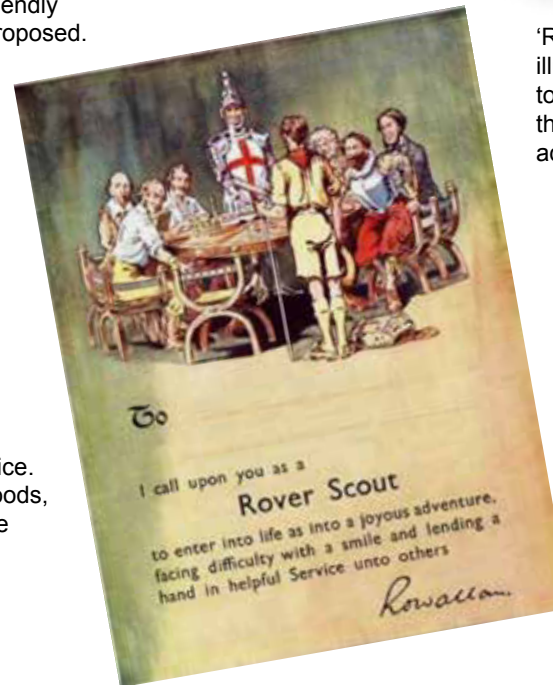 endly
roposed.
‘R
ill
to
th
ac
ice.
oods,
e
To
I call upon you as a
Rover Scout
to enter into life as into a joyous adventure,
facing difficulty with a smile and lending a
hand in helpful Service unto others
Rowallan.